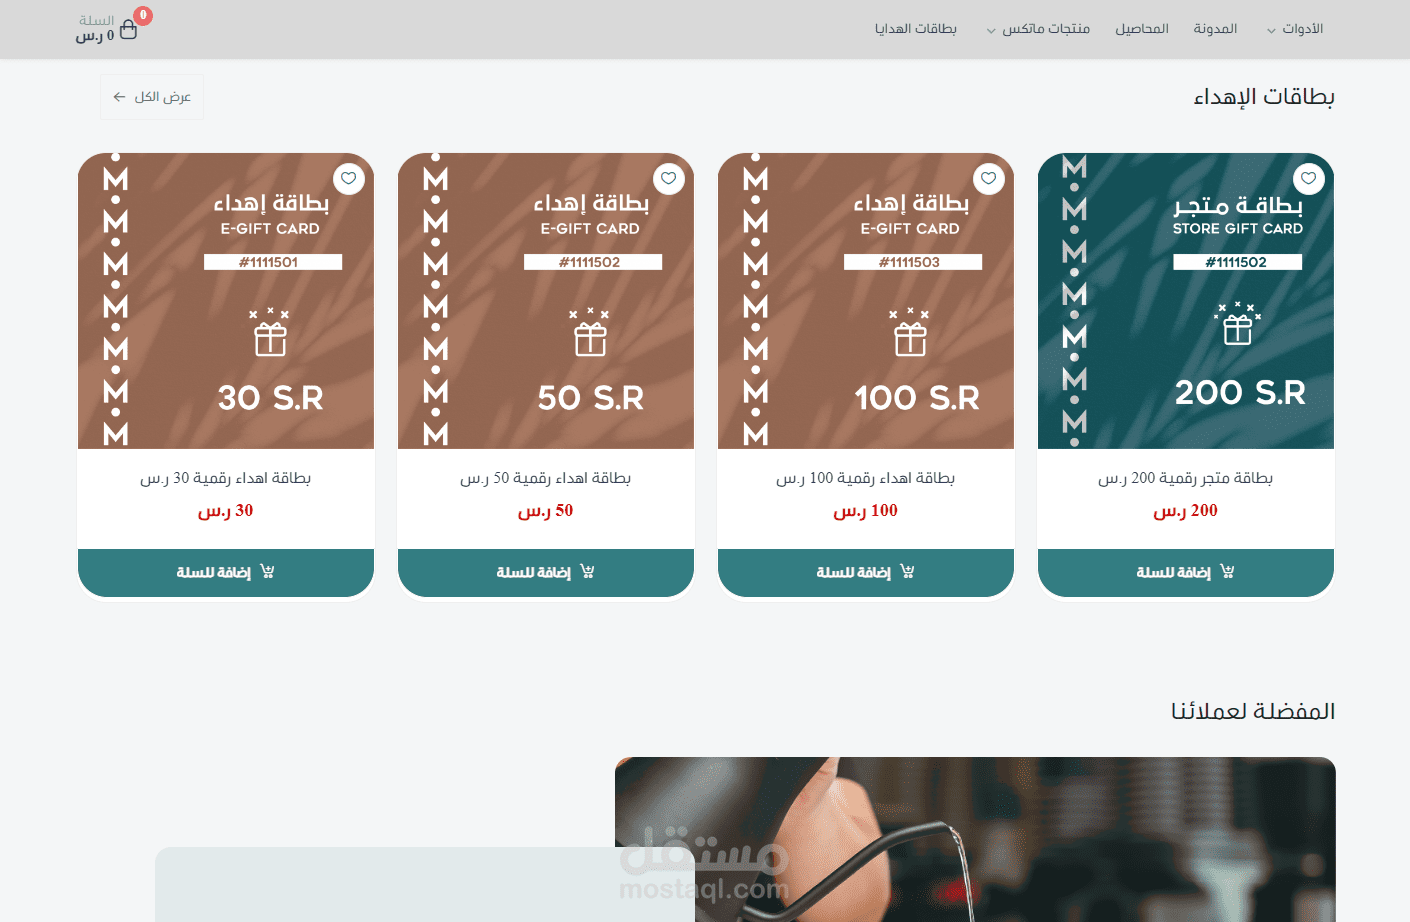 الأدوات
المدونة
المحاصيل
منتجات ماتكس
بطاقات الهدايا
0
السلة
0 ر.س
بطاقات الإهداء
عرض الكل
بطاقة متجر
STORE GIFT CARD
#1111502
200 S.R
بطاقة متجر رقمية 200 ر.س
200 ر.س
إضافة للسلة
بطاقة إهداء
E-GIFT CARD
#1111503
100 S.R
بطاقة اهداء رقمية 100 ر.س
100 ر.س
إضافة للسلة
بطاقة إهداء
E-GIFT CARD
#1111502
50 S.R
بطاقة اهداء رقمية 50 ر.س
50 ر.س
إضافة للسلة
بطاقة إهداء
E-GIFT CARD
#1111501
30 S.R
بطاقة اهداء رقمية 30 ر.س
30 ر.س
إضافة للسلة
المفضلة لعملائنا
مستقل
mostaql.com